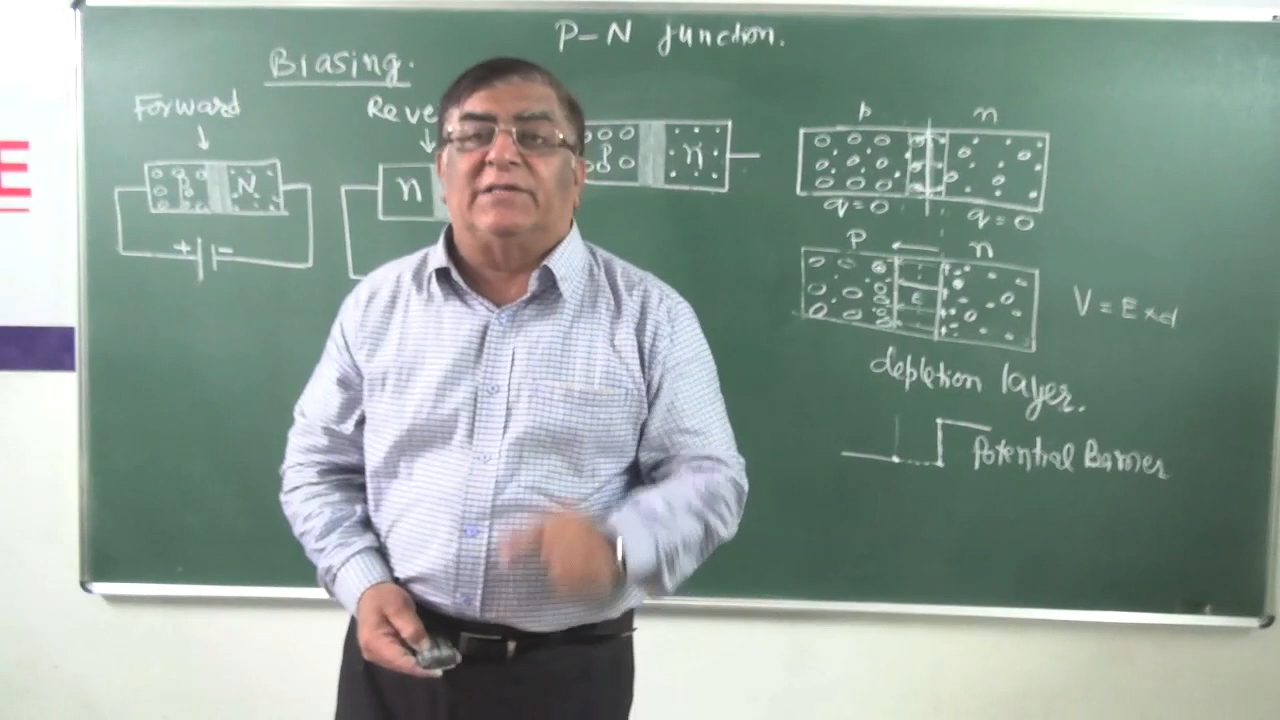 P-N Junction.
Biasing.
Forward
Reve
P N
+ -
n
P n
p n
q=0 q=0
P n
E
V = E×d
depletion layer.
Potential Barrier
E